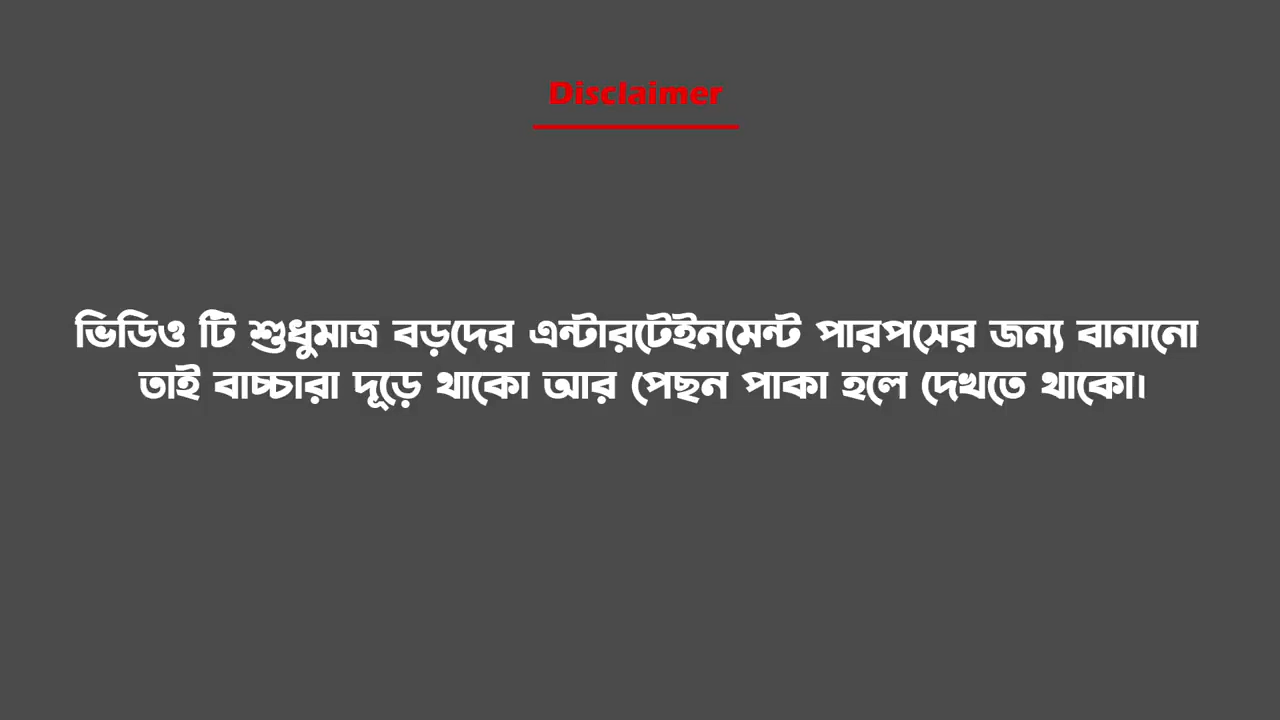 Disclaimer
ভিডিও টি শুধুমাত্র বড়দের এন্টারটেইনমেন্ট পারপসের জন্য বানানো
তাই বাচ্চারা দূড়ে থাকো আর পেছন পাকা হলে দেখতে থাকো।